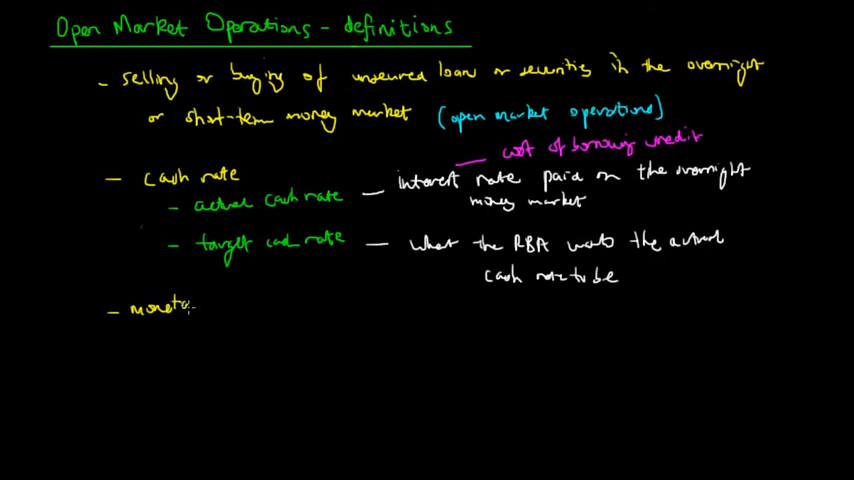 Open Market Operations - definitions
- selling or buying of unsecured loans or securities in the overnight
or short-term money market (open market operations)
- cost of borrowing credit
- cash rate
- actual cash rate - interest rate paid on the overnight
money market
- target cash rate - what the RBA wants the actual
cash rate to be
- moneta